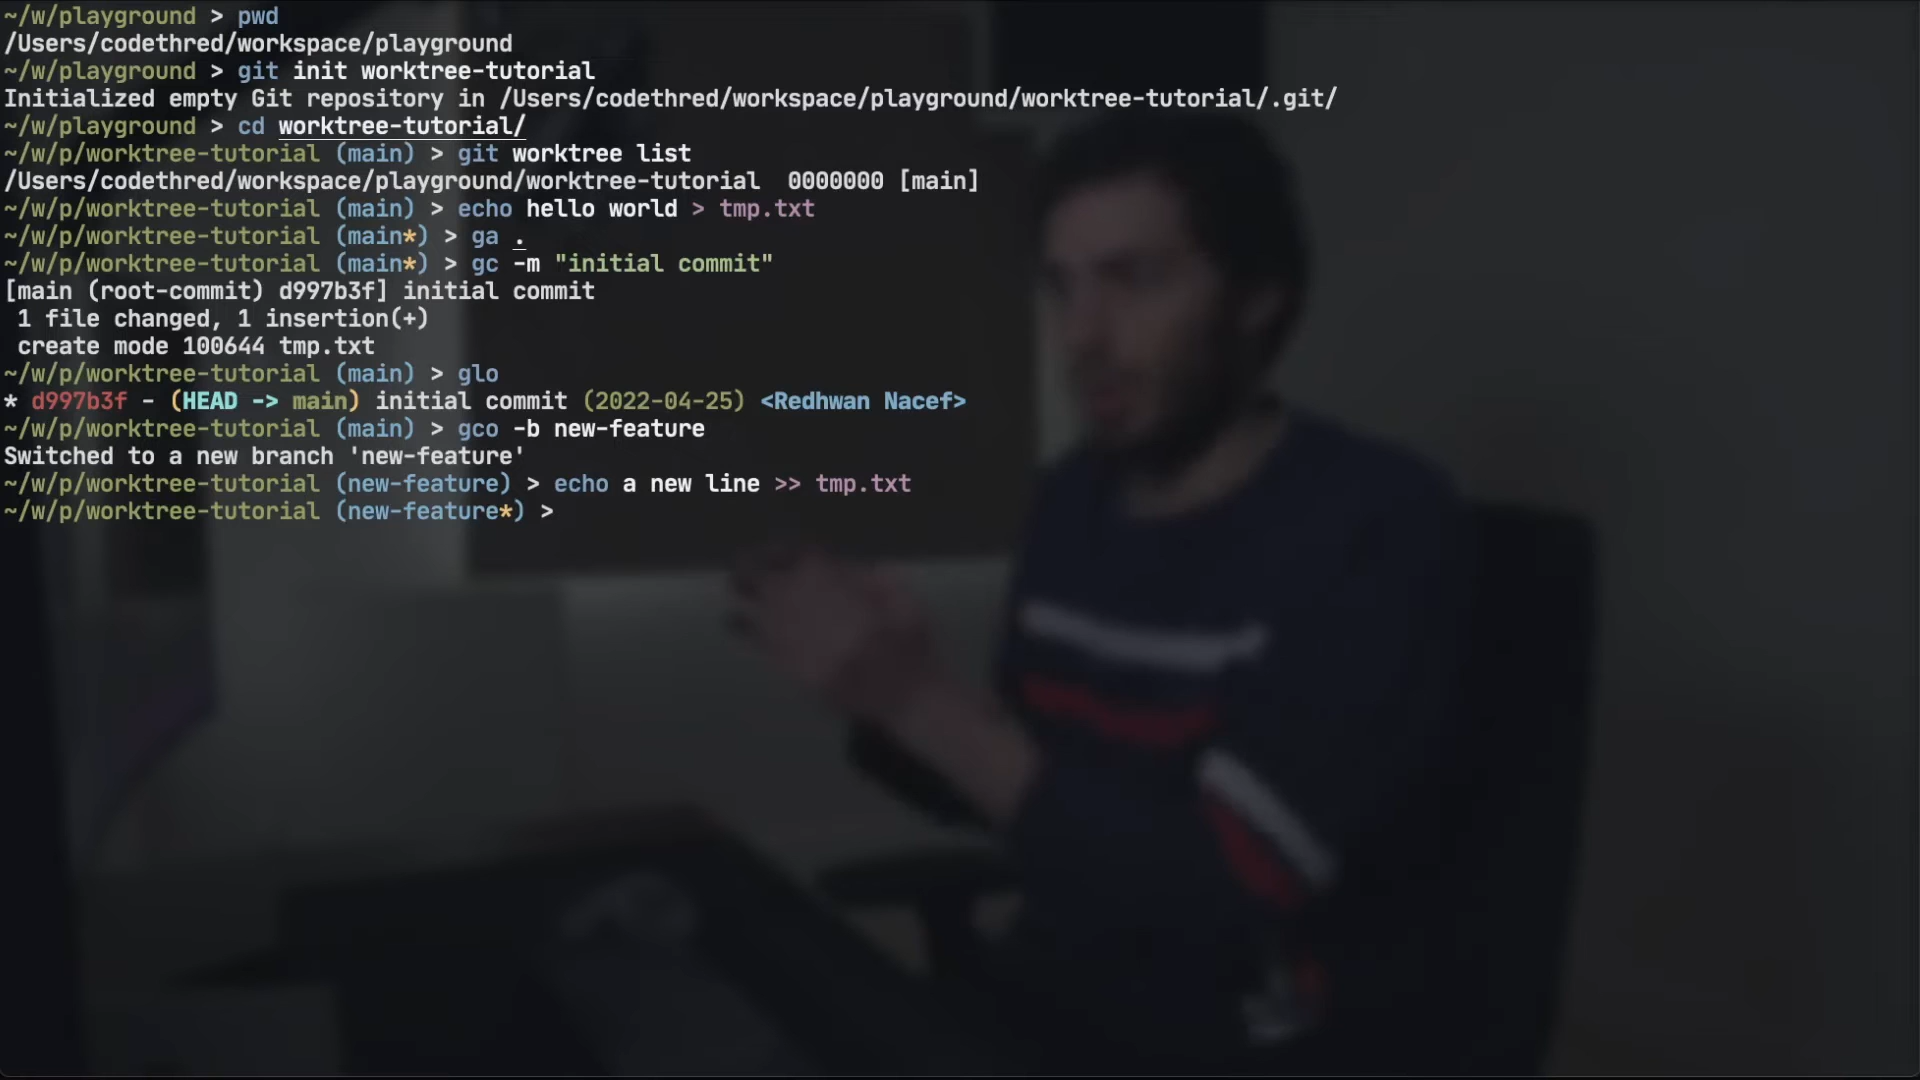 ~/w/playground > pwd
/Users/codethred/workspace/playground
~/w/playground > git init worktree-tutorial
Initialized empty Git repository in /Users/codethred/workspace/playground/worktree-tutorial/.git/
~/w/playground > cd worktree-tutorial/
~/w/p/worktree-tutorial (main) > git worktree list
/Users/codethred/workspace/playground/worktree-tutorial  0000000 [main]
~/w/p/worktree-tutorial (main) > echo hello world > tmp.txt
~/w/p/worktree-tutorial (main*) > ga .
~/w/p/worktree-tutorial (main*) > gc -m "initial commit"
[main (root-commit) d997b3f] initial commit
 1 file changed, 1 insertion(+)
 create mode 100644 tmp.txt
~/w/p/worktree-tutorial (main) > glo
* d997b3f - (HEAD -> main) initial commit (2022-04-25) <Redhwan Nacef>
~/w/p/worktree-tutorial (main) > gco -b new-feature
Switched to a new branch 'new-feature'
~/w/p/worktree-tutorial (new-feature) > echo a new line >> tmp.txt
~/w/p/worktree-tutorial (new-feature*) >